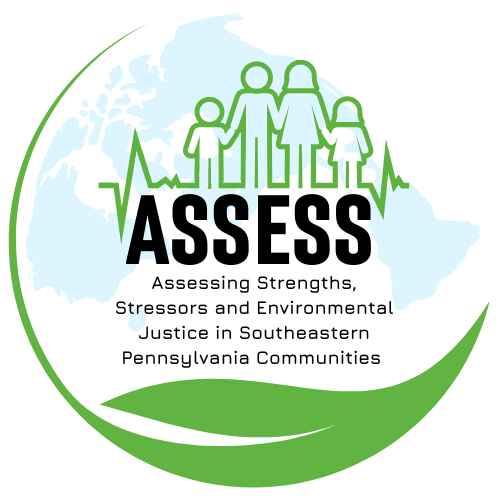 ASSESS
Assessing Strengths,
Stressors and Environmental
Justice in Southeastern
Pennsylvania Communities